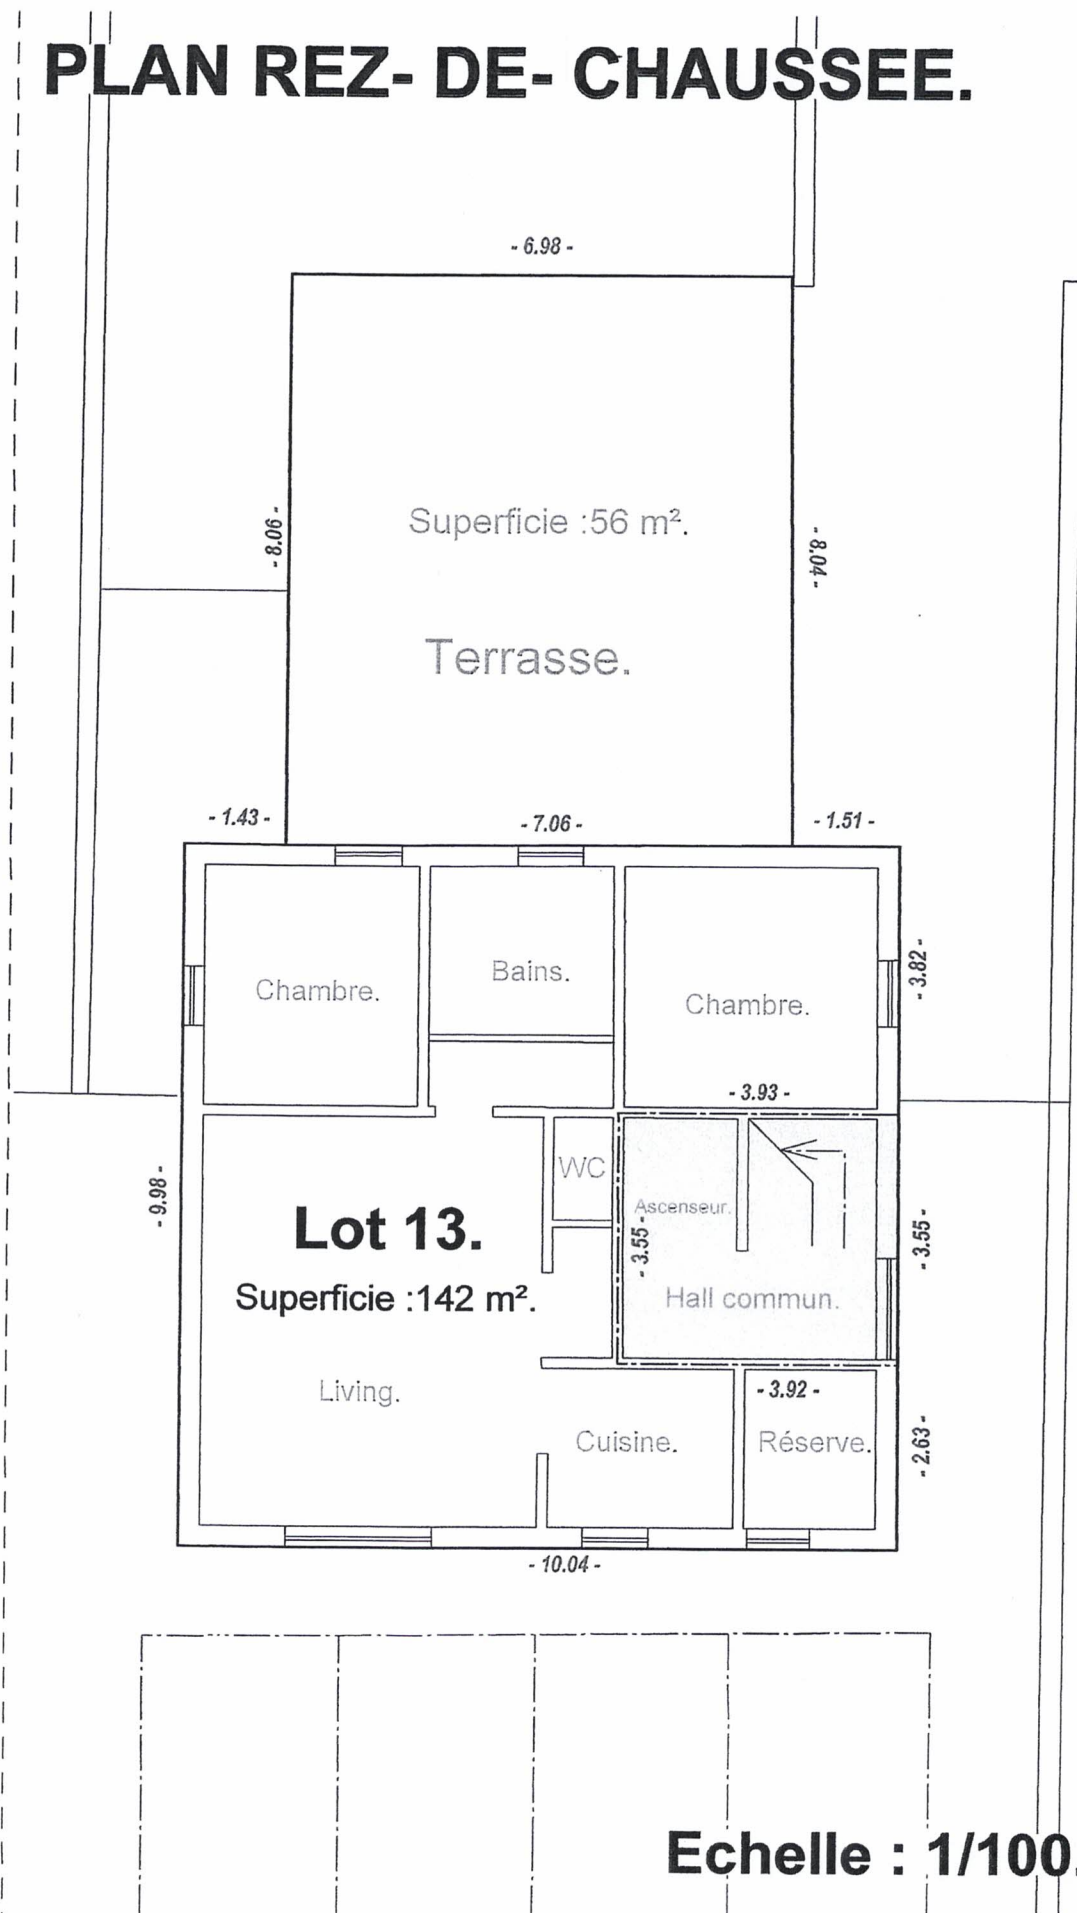 PLAN REZ- DE- CHAUSSEE.
- 6.98 -
- 8.06 -
Superficie :56 m².
- 8.04 -
Terrasse.
- 1.43 -
- 7.06 -
- 1.51 -
Chambre.
Bains.
Chambre.
- 3.82 -
- 3.93 -
- 9.98 -
WC
Ascenseur.
- 3.55 -
Lot 13.
- 3.55 -
Superficie :142 m².
Hall commun.
Living.
- 3.92 -
Cuisine.
Réserve.
- 2.63 -
- 10.04 -
Echelle : 1/100.